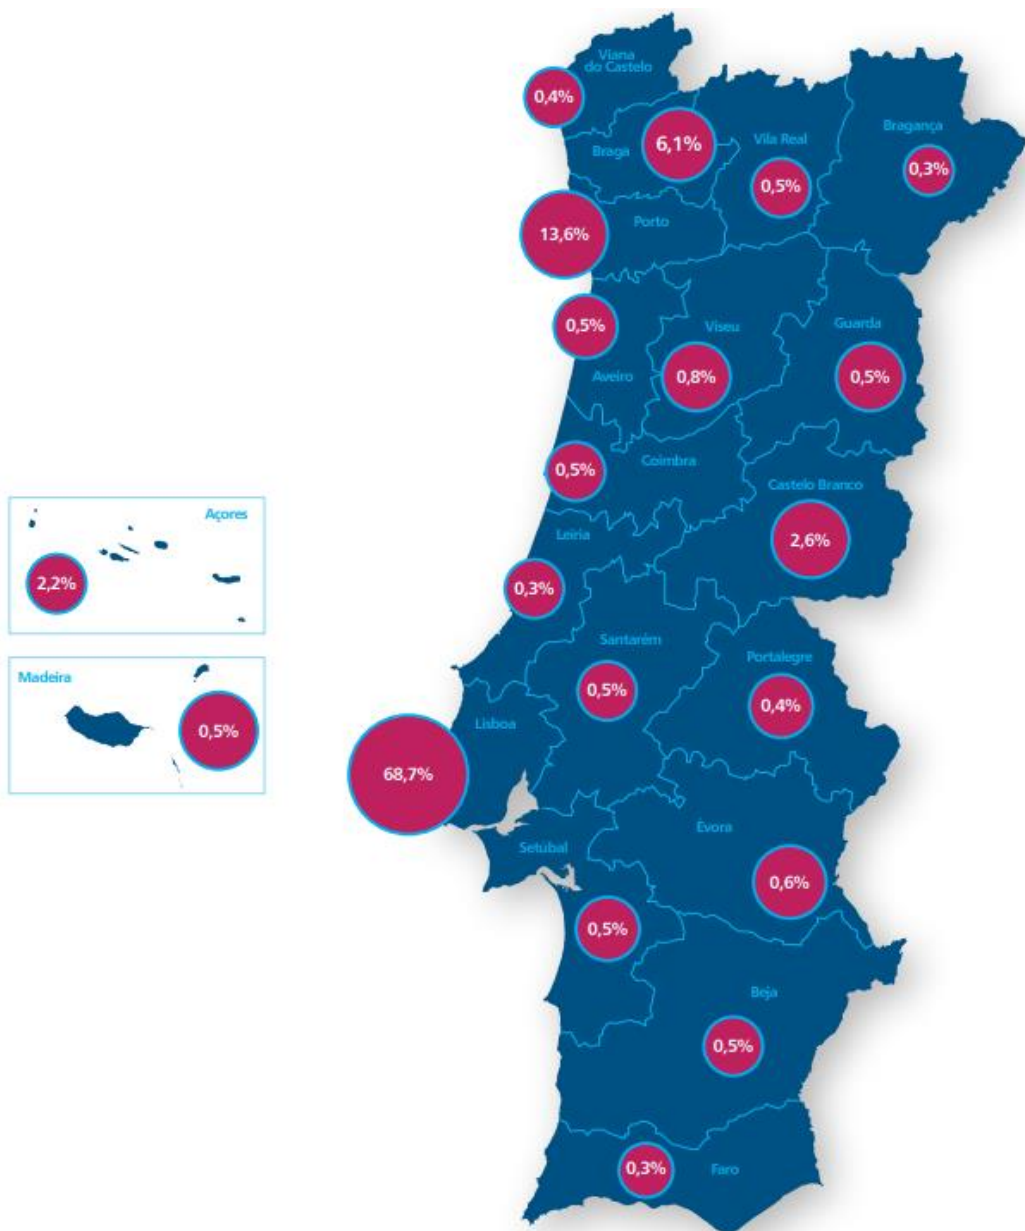 Viana
do Castelo
0,4%
Braga
6,1%
Vila Real
0,5%
Bragança
0,3%
Porto
13,6%
0,5%
Aveiro
Viseu
0,8%
Guarda
0,5%
Coimbra
0,5%
Castelo Branco
2,6%
Açores
2,2%
Leiria
0,3%
Madeira
0,5%
Santarém
0,5%
Portalegre
0,4%
Lisboa
68,7%
Évora
0,6%
Setúbal
0,5%
Beja
0,5%
0,3%
Faro